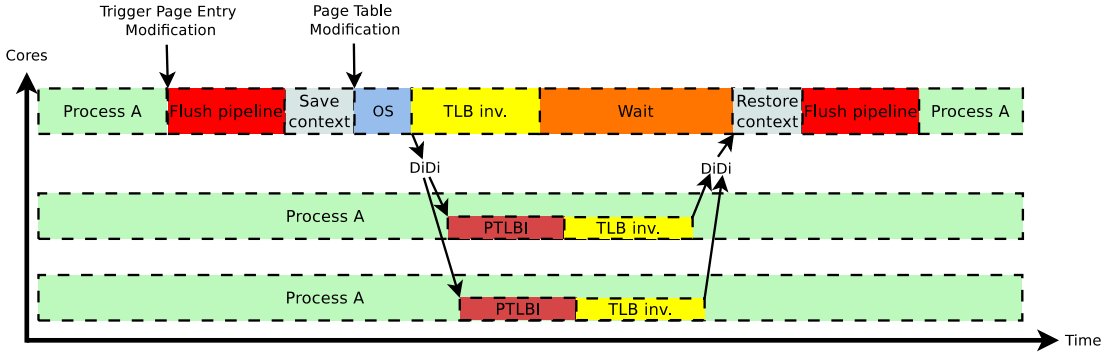 Trigger Page Entry
Modification
Page Table
Modification
Cores
Process A
Flush pipeline
Save
context
OS
TLB inv.
Wait
Restore
context
Flush pipeline
Process A
DiDi
DiDi
Process A
PTLBI
TLB inv.
Process A
PTLBI
TLB inv.
Time